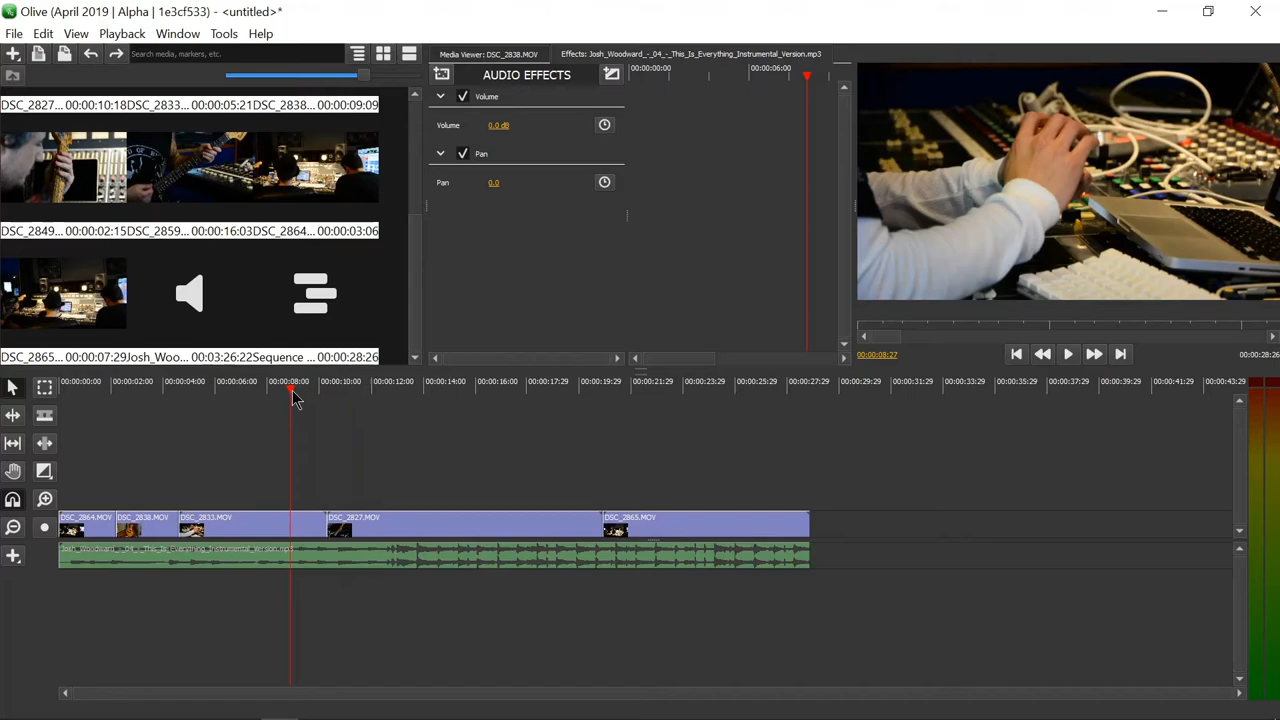 Olive (April 2019 | Alpha | 1e3cf533) - <untitled>*
File Edit View Playback Window Tools Help
Search media, markers, etc.
Media Viewer: DSC_2838.MOV
Effects: Josh_Woodward_-_04_-_This_Is_Everything_Instrumental_Version.mp3
AUDIO EFFECTS
00:00:00:00
00:00:06:00
DSC_2827... 00:00:10:18 DSC_2833... 00:00:05:21 DSC_2838... 00:00:09:09
Volume
Volume 0.0 dB
Pan
Pan 0.0
DSC_2849... 00:00:02:15 DSC_2859... 00:00:16:03 DSC_2864... 00:00:03:06
DSC_2865... 00:00:07:29 Josh_Woo... 00:03:26:22 Sequence ... 00:00:28:26
00:00:08:27
00:00:28:26
00:00:00:00 00:00:02:00 00:00:04:00 00:00:06:00 00:00:08:00 00:00:10:00 00:00:12:00 00:00:14:00 00:00:16:00 00:00:17:29 00:00:19:29 00:00:21:29 00:00:23:29 00:00:25:29 00:00:27:29 00:00:29:29 00:00:31:29 00:00:33:29 00:00:35:29 00:00:37:29 00:00:39:29 00:00:41:29 00:00:43:29
DSC_2864.MOV DSC_2838.MOV DSC_2833.MOV DSC_2827.MOV DSC_2865.MOV
Josh_Woodward_-_04_-_This_Is_Everything_Instrumental_Version.mp3